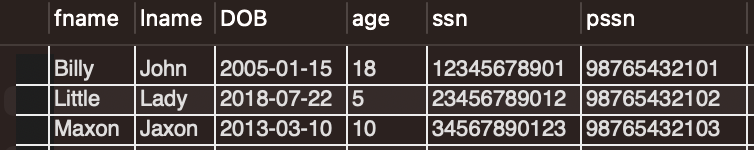 fname lname DOB age ssn pssn
Billy John 2005-01-15 18 12345678901 98765432101
Little Lady 2018-07-22 5 23456789012 98765432102
Maxon Jaxon 2013-03-10 10 34567890123 98765432103